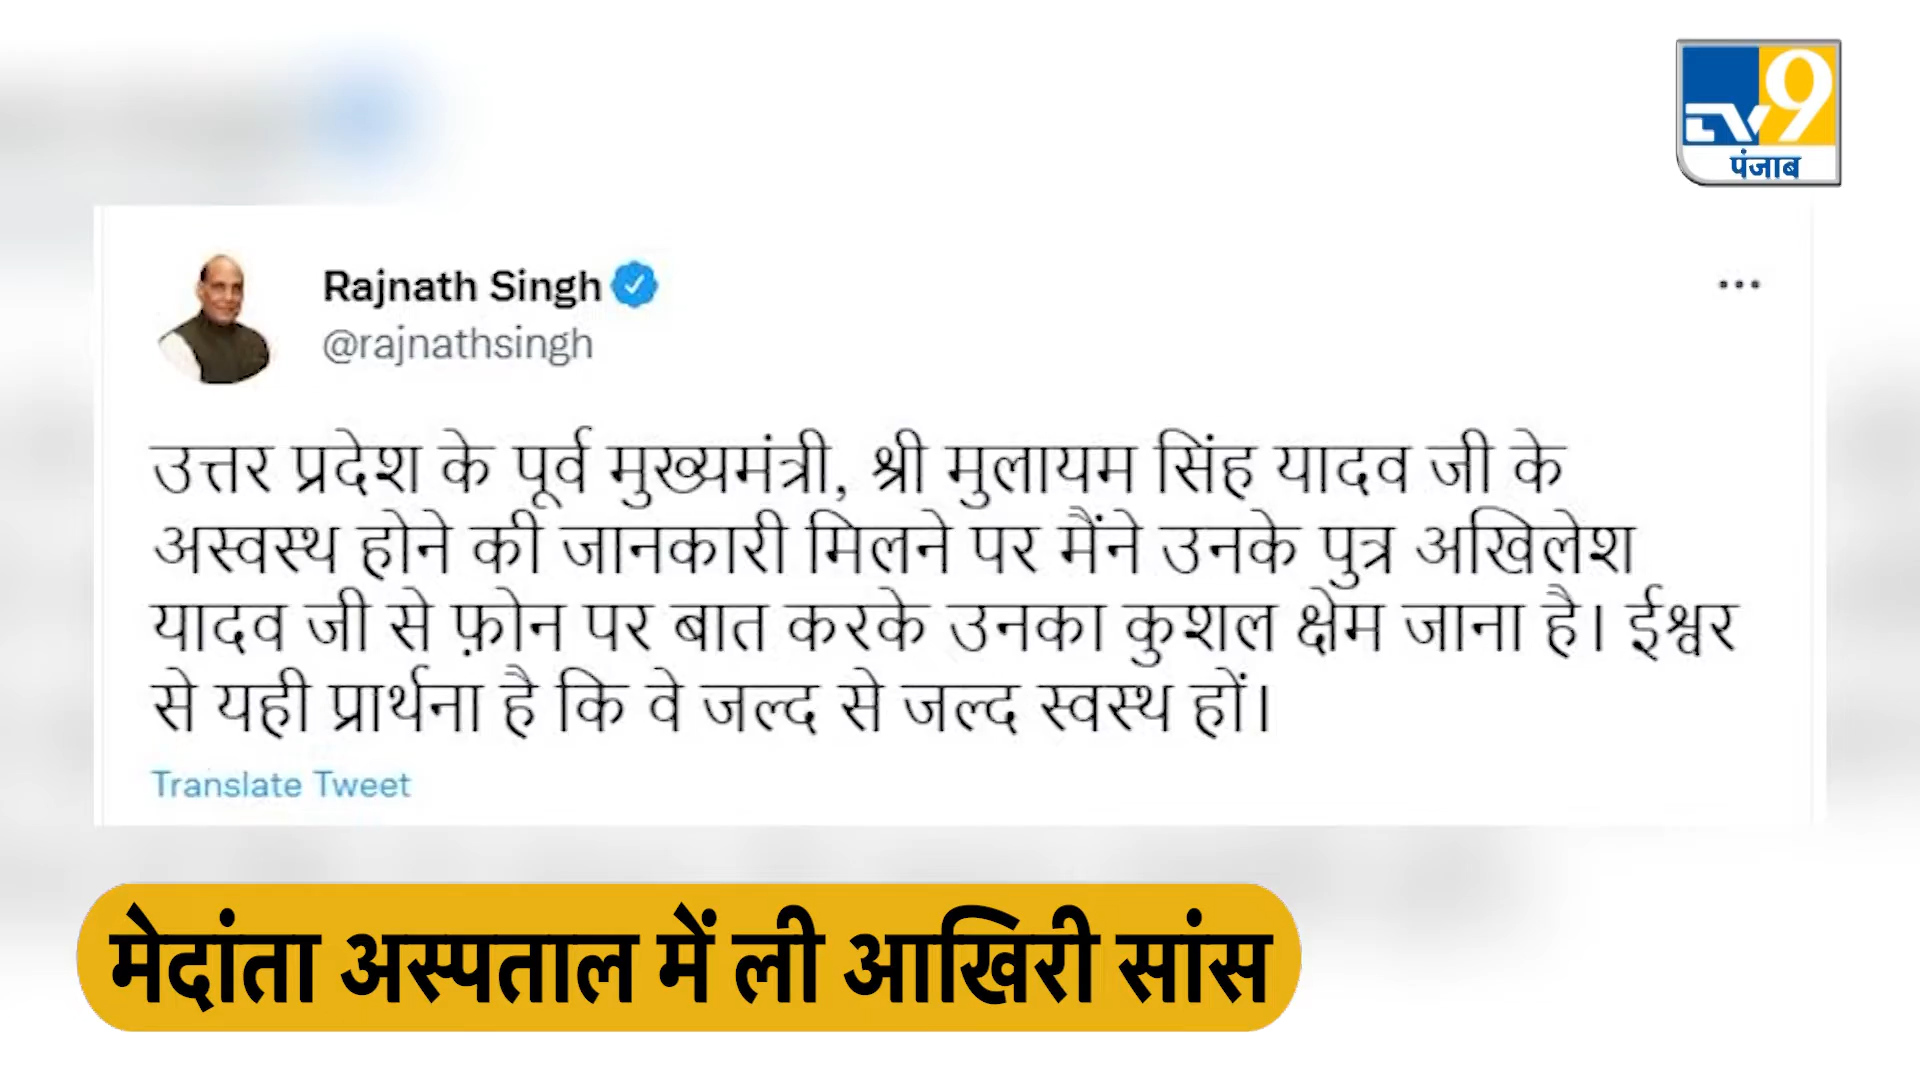 TV9
पंजाब
Rajnath Singh
@rajnathsingh
उत्तर प्रदेश के पूर्व मुख्यमंत्री, श्री मुलायम सिंह यादव जी के
अस्वस्थ होने की जानकारी मिलने पर मैंने उनके पुत्र अखिलेश
यादव जी से फ़ोन पर बात करके उनका कुशल क्षेम जाना है। ईश्वर
से यही प्रार्थना है कि वे जल्द से जल्द स्वस्थ हों।
Translate Tweet
मेदांता अस्पताल में ली आखिरी सांस